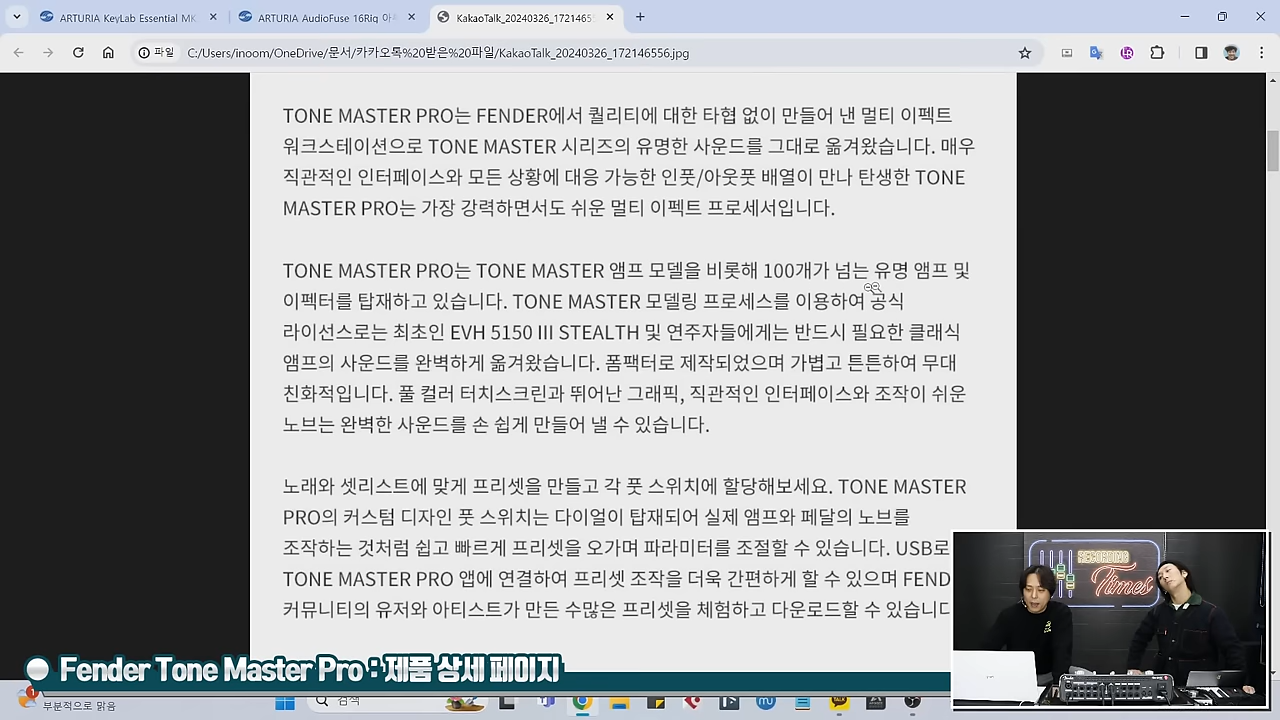 ARTURIA KeyLab Essential MK
ARTURIA AudioFuse 16Rig 아
KakaoTalk_20240326_1721465
파일
C:/Users/inoom/OneDrive/문서/카카오톡%20받은%20파일/KakaoTalk_20240326_172146556.jpg
TONE MASTER PRO는 FENDER에서 퀄리티에 대한 타협 없이 만들어 낸 멀티 이펙트
워크스테이션으로 TONE MASTER 시리즈의 유명한 사운드를 그대로 옮겨왔습니다. 매우
직관적인 인터페이스와 모든 상황에 대응 가능한 인풋/아웃풋 배열이 만나 탄생한 TONE
MASTER PRO는 가장 강력하면서도 쉬운 멀티 이펙트 프로세서입니다.
TONE MASTER PRO는 TONE MASTER 앰프 모델을 비롯해 100개가 넘는 유명 앰프 및
이펙터를 탑재하고 있습니다. TONE MASTER 모델링 프로세스를 이용하여 공식
라이선스로는 최초인 EVH 5150 III STEALTH 및 연주자들에게는 반드시 필요한 클래식
앰프의 사운드를 완벽하게 옮겨왔습니다. 폼팩터로 제작되었으며 가볍고 튼튼하여 무대
친화적입니다. 풀 컬러 터치스크린과 뛰어난 그래픽, 직관적인 인터페이스와 조작이 쉬운
노브는 완벽한 사운드를 손 쉽게 만들어 낼 수 있습니다.
노래와 셋리스트에 맞게 프리셋을 만들고 각 풋 스위치에 할당해보세요. TONE MASTER
PRO의 커스텀 디자인 풋 스위치는 다이얼이 탑재되어 실제 앰프와 페달의 노브를
조작하는 것처럼 쉽고 빠르게 프리셋을 오가며 파라미터를 조절할 수 있습니다. USB로
TONE MASTER PRO 앱에 연결하여 프리셋 조작을 더욱 간편하게 할 수 있으며 FEND
커뮤니티의 유저와 아티스트가 만든 수많은 프리셋을 체험하고 다운로드할 수 있습니다
RECORDING
Times
Fender Tone Master Pro : 제품 상세 페이지
1
부분적으로 맑음
검색